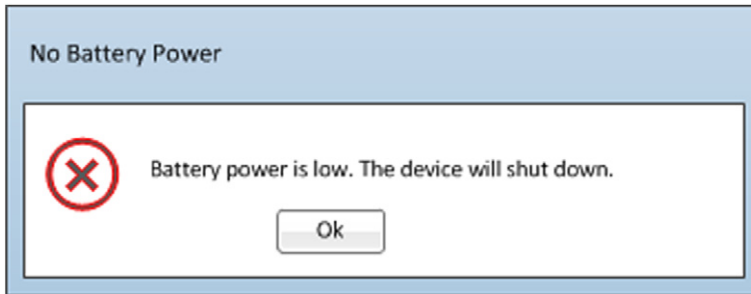 No Battery Power
Battery power is low. The device will shut down.
Ok